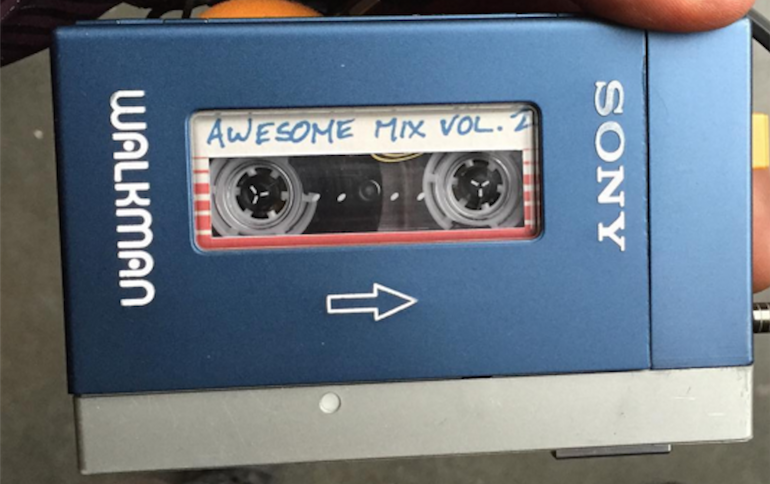 WALKMAN
AWESOME MIX VOL. 2
SONY